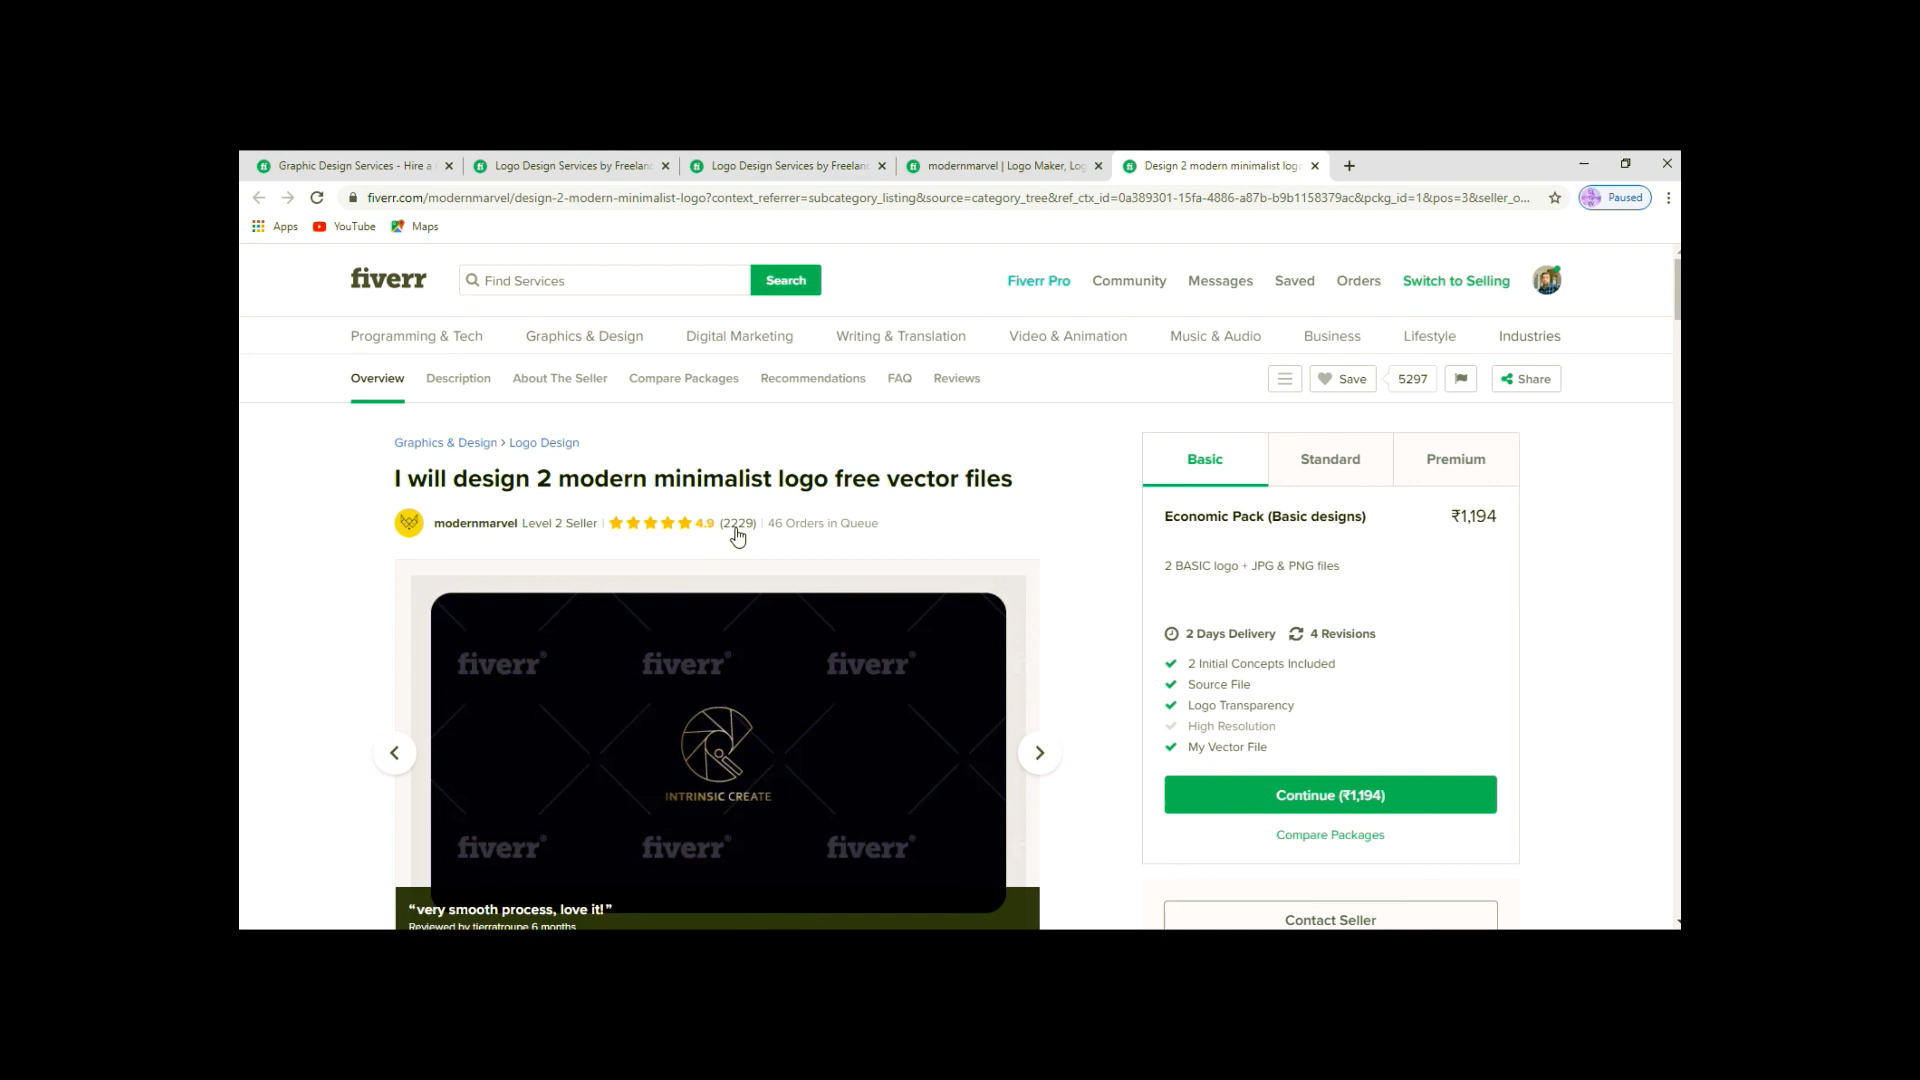 Graphic Design Services - Hire a
Logo Design Services by Freelanc
Logo Design Services by Freelanc
modernmarvel | Logo Maker, Log
Design 2 modern minimalist logo
fiverr.com/modernmarvel/design-2-modern-minimalist-logo?context_referrer=subcategory_listing&source=category_tree&ref_ctx_id=0a389301-15fa-4886-a87b-b9b1158379ac&pckg_id=1&pos=3&seller_o...
Paused
Apps YouTube Maps
fiverr
Find Services
Search
Fiverr Pro Community Messages Saved Orders Switch to Selling
Programming & Tech Graphics & Design Digital Marketing Writing & Translation Video & Animation Music & Audio Business Lifestyle Industries
Overview Description About The Seller Compare Packages Recommendations FAQ Reviews
Save 5297 Share
Graphics & Design > Logo Design
I will design 2 modern minimalist logo free vector files
modernmarvel Level 2 Seller | 4.9 (2229) | 46 Orders in Queue
fiverr® fiverr® fiverr®
INTRINSIC CREATE
fiverr® fiverr® fiverr®
“very smooth process, love it!”
Reviewed by tierratroupe 6 months
Basic Standard Premium
Economic Pack (Basic designs) ₹1,194
2 BASIC logo + JPG & PNG files
2 Days Delivery 4 Revisions
2 Initial Concepts Included
Source File
Logo Transparency
High Resolution
My Vector File
Continue (₹1,194)
Compare Packages
Contact Seller